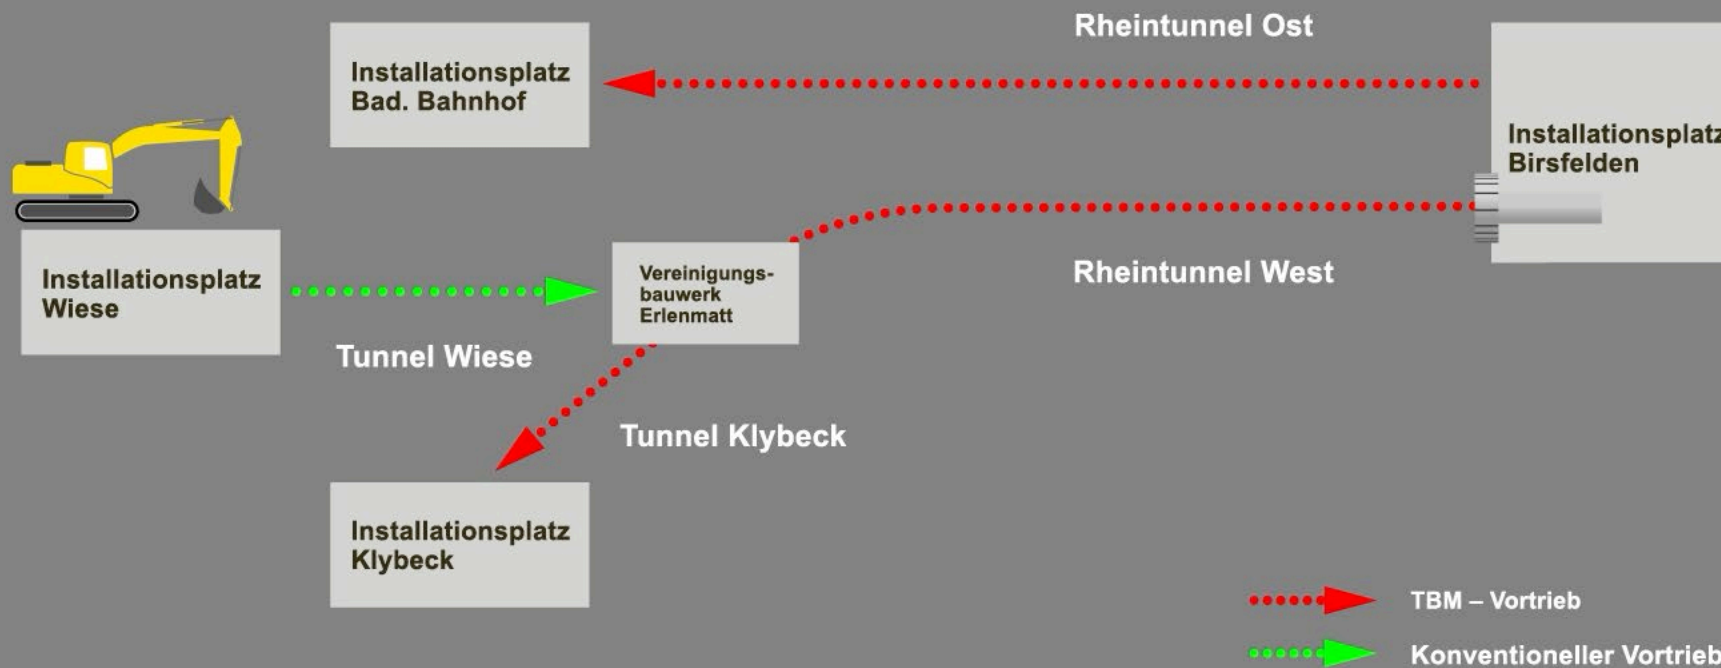 Rheintunnel Ost
Installationsplatz
Bad. Bahnhof
Installationsplatz
Birsfelden
Installationsplatz
Wiese
Vereinigungs-
bauwerk
Erlenmatt
Rheintunnel West
Tunnel Wiese
Tunnel Klybeck
Installationsplatz
Klybeck
TBM – Vortrieb
Konventioneller Vortrieb